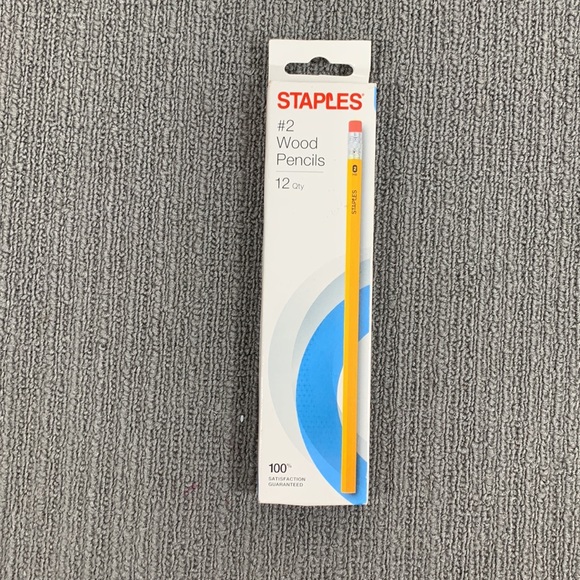 STAPLES
#2
Wood
Pencils
12 Qty
STAPLES
100%
SATISFACTION
GUARANTEED